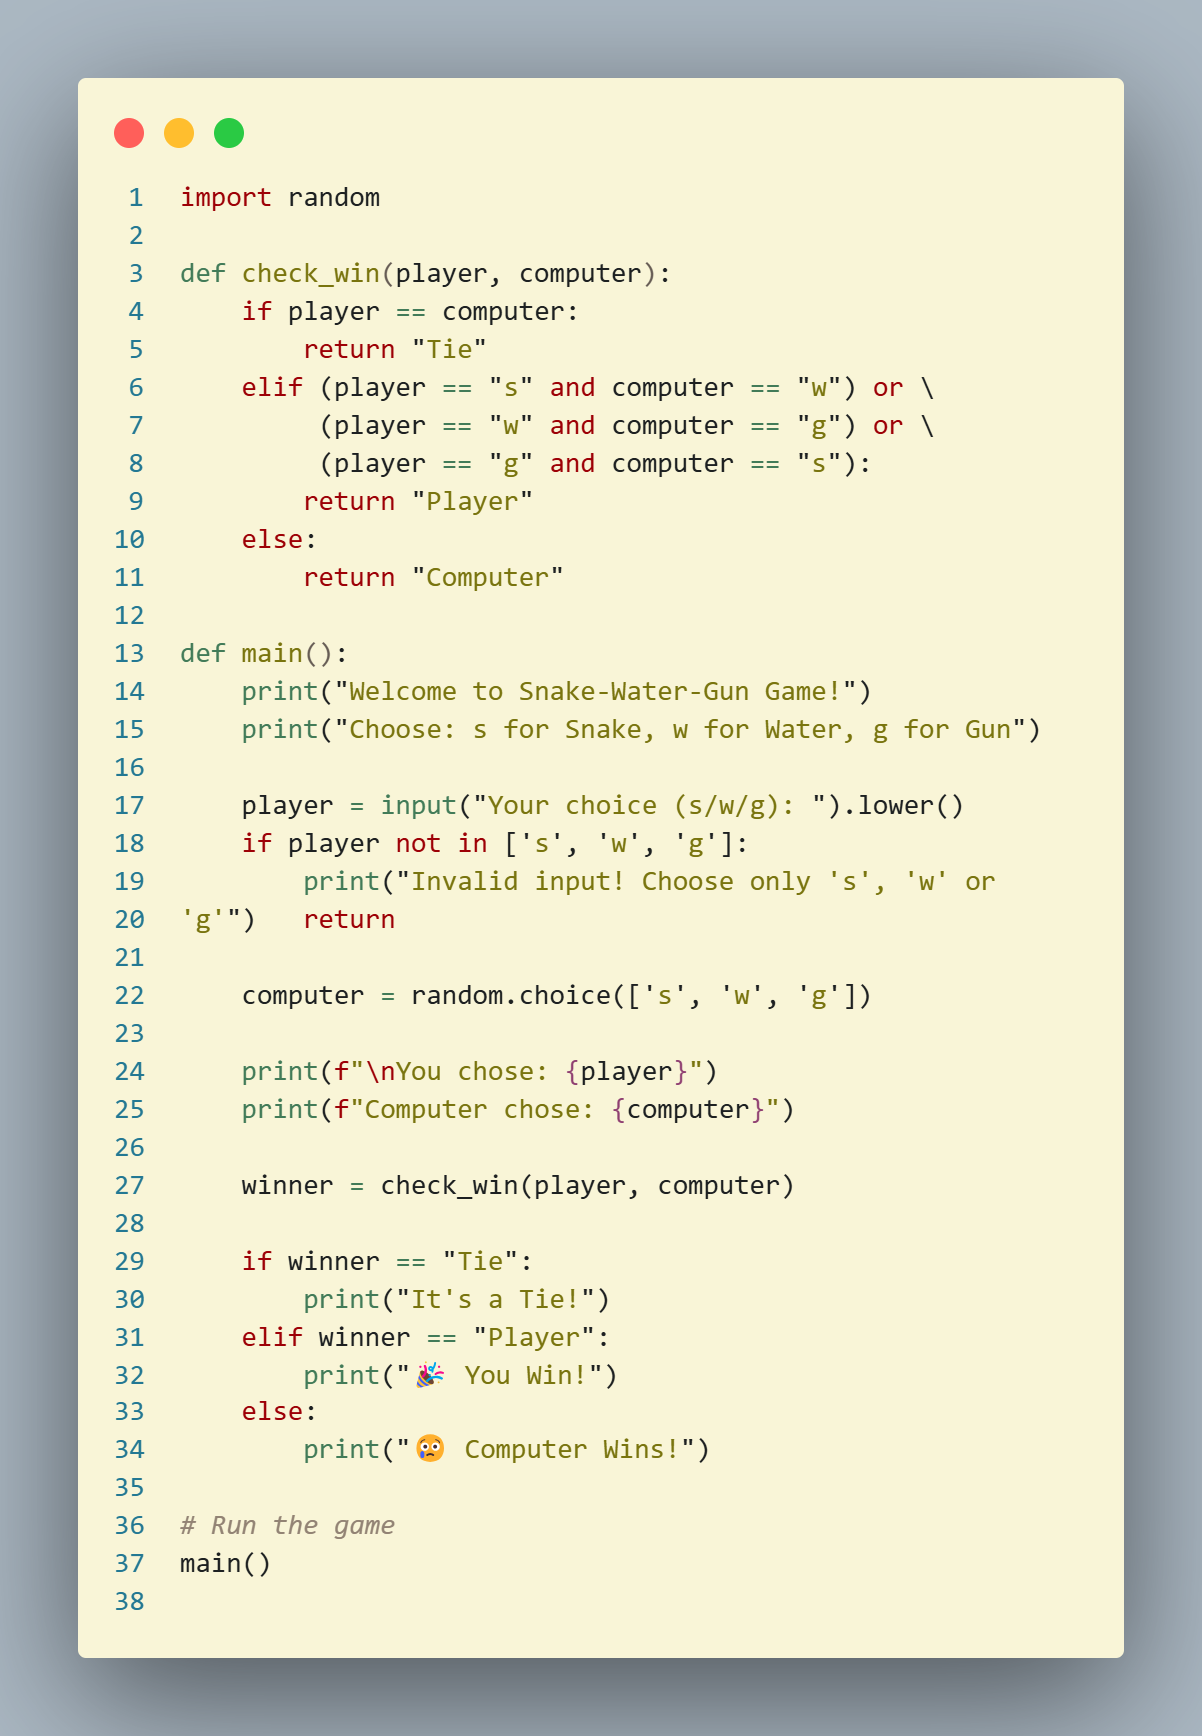 1 import random
2
3 def check_win(player, computer):
4     if player == computer:
5         return "Tie"
6     elif (player == "s" and computer == "w") or \
7          (player == "w" and computer == "g") or \
8          (player == "g" and computer == "s"):
9         return "Player"
10     else:
11         return "Computer"
12
13 def main():
14     print("Welcome to Snake-Water-Gun Game!")
15     print("Choose: s for Snake, w for Water, g for Gun")
16
17     player = input("Your choice (s/w/g): ").lower()
18     if player not in ['s', 'w', 'g']:
19         print("Invalid input! Choose only 's', 'w' or
20 'g'")   return
21
22     computer = random.choice(['s', 'w', 'g'])
23
24     print(f"\nYou chose: {player}")
25     print(f"Computer chose: {computer}")
26
27     winner = check_win(player, computer)
28
29     if winner == "Tie":
30         print("It's a Tie!")
31     elif winner == "Player":
32         print("🎉 You Win!")
33     else:
34         print("😢 Computer Wins!")
35
36 # Run the game
37 main()
38